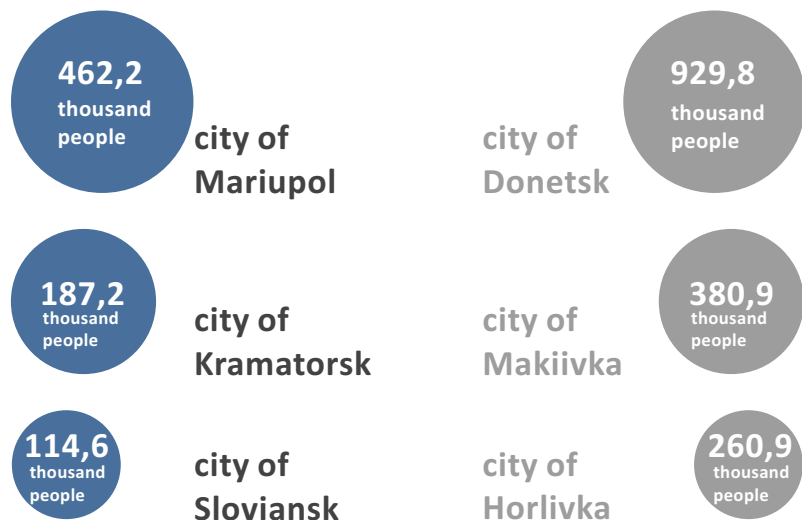 462,2
thousand
people
city of
Mariupol
929,8
thousand
people
city of
Donetsk
187,2
thousand
people
city of
Kramatorsk
380,9
thousand
people
city of
Makiivka
114,6
thousand
people
city of
Sloviansk
260,9
thousand
people
city of
Horlivka